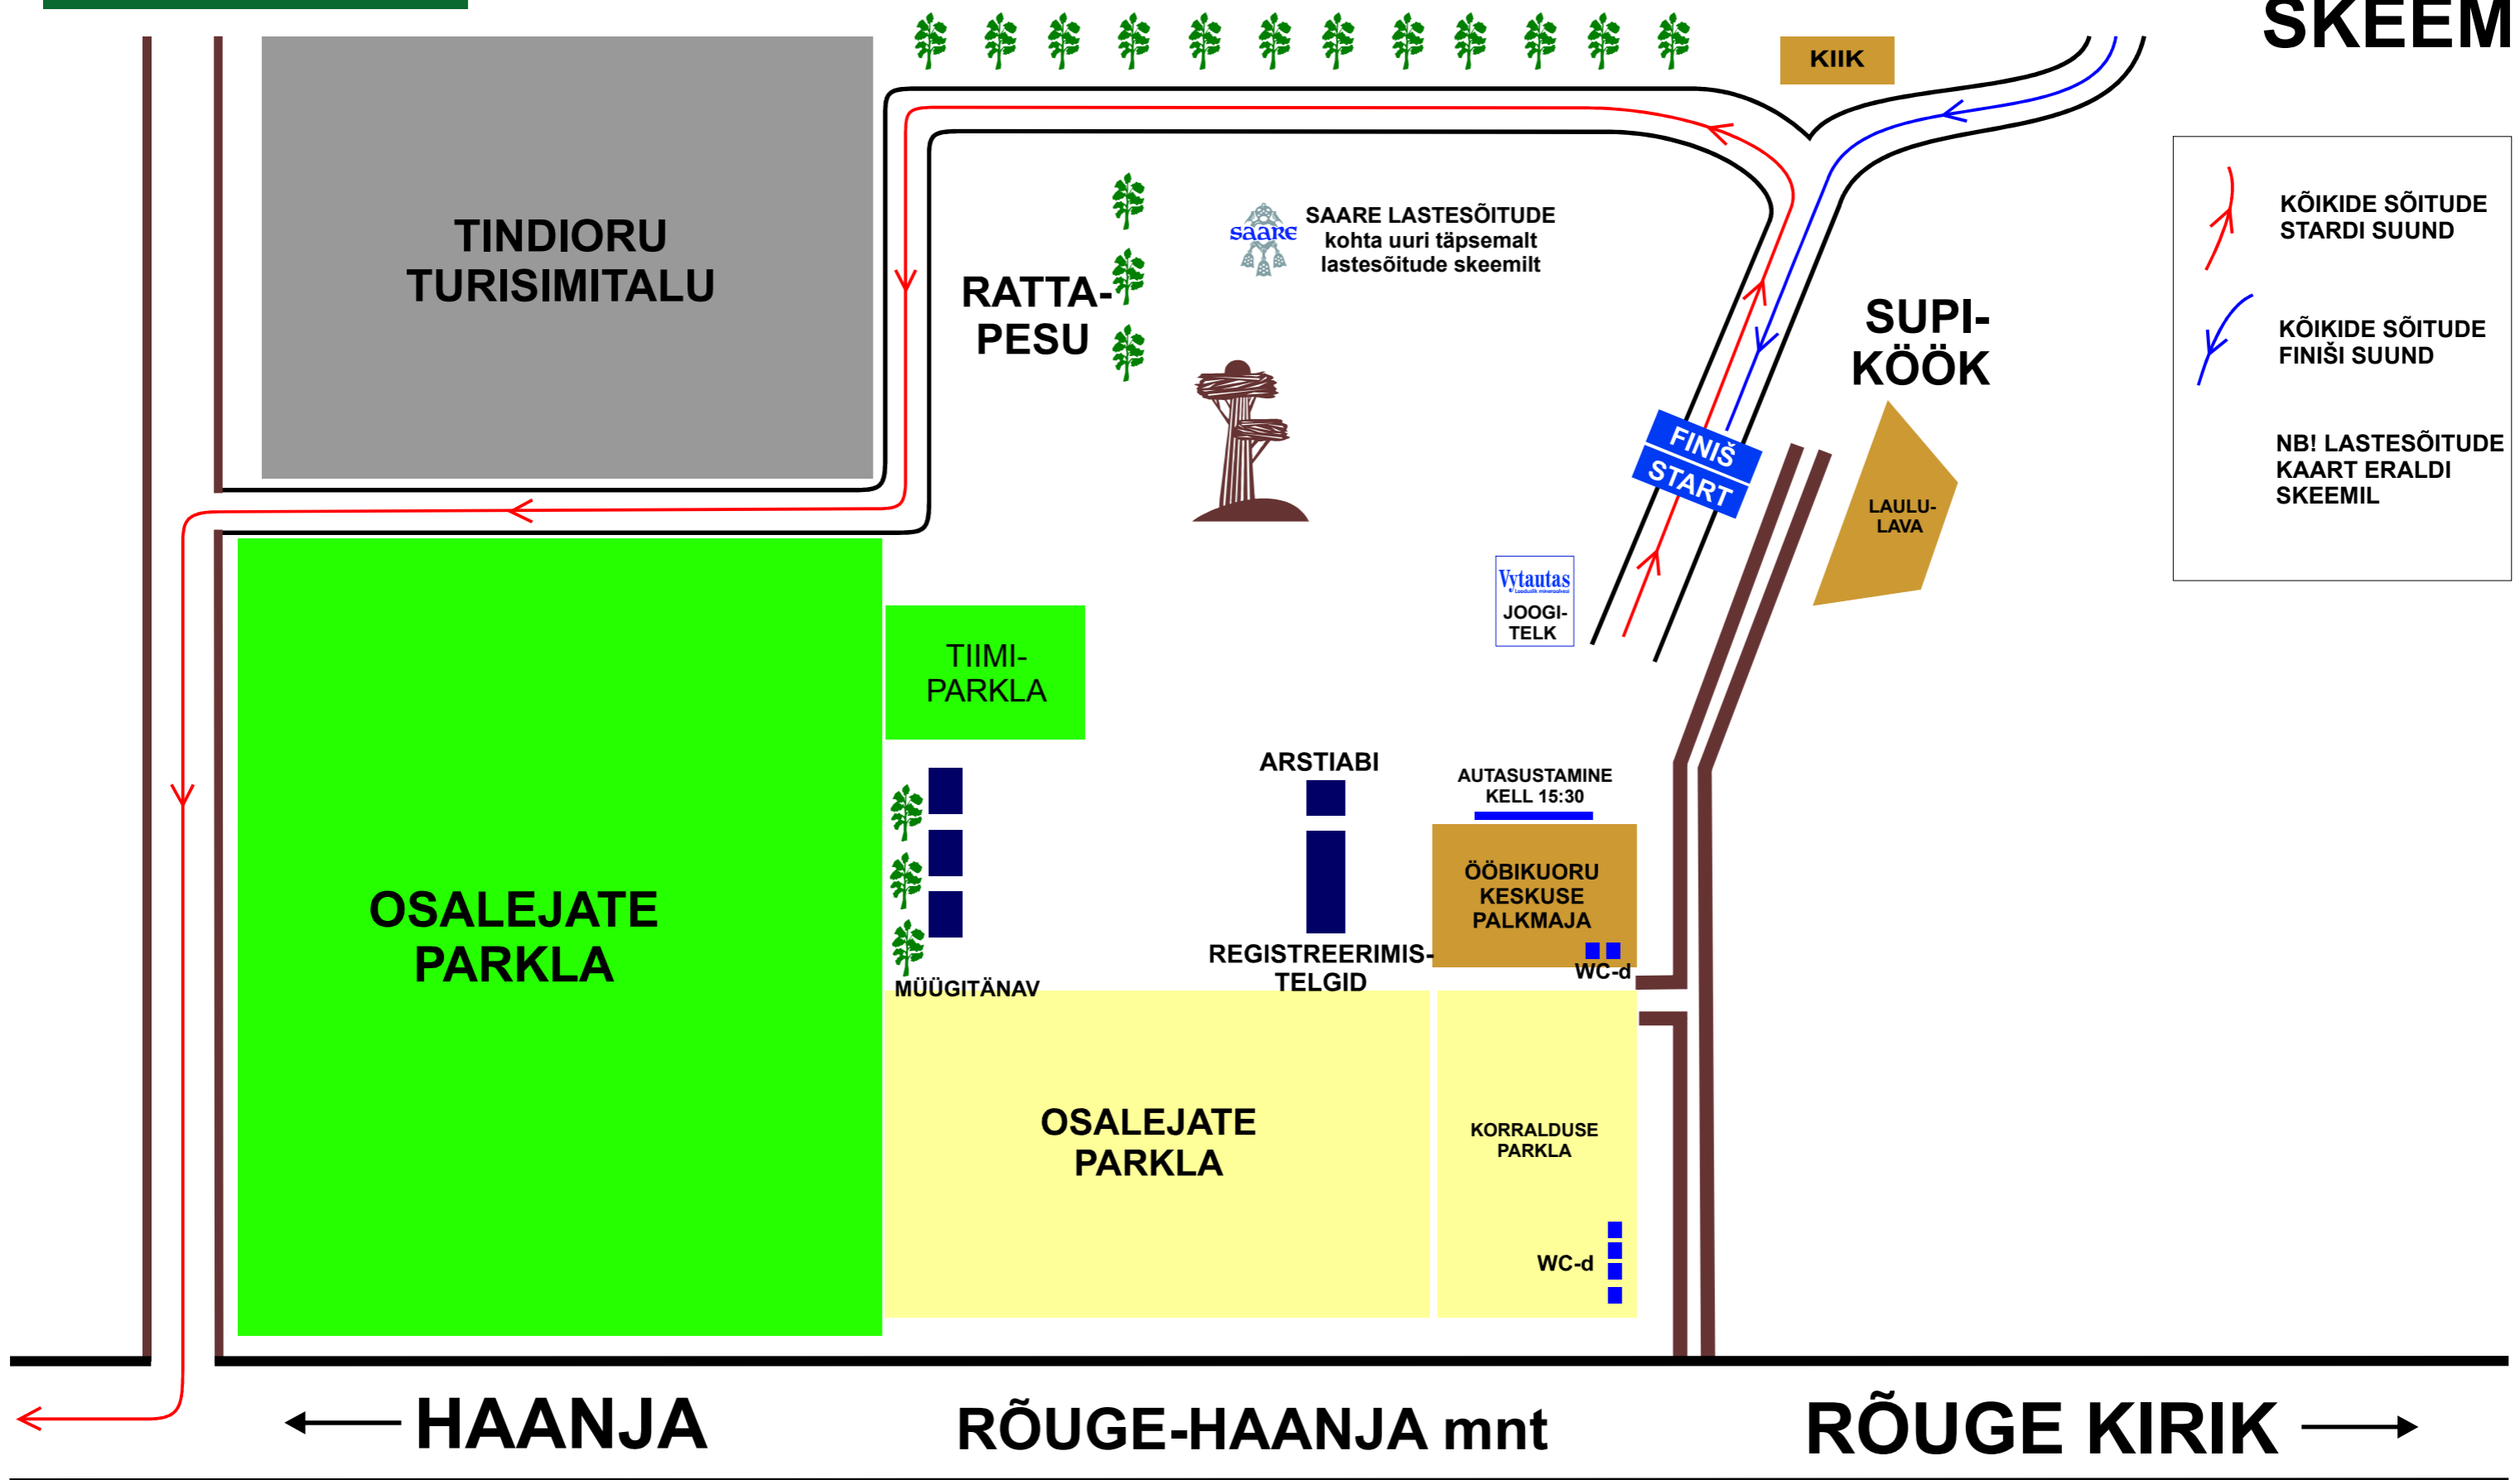 SKEEM
KIIK
TINDIORU
TURISIMITALU
RATTA-
PESU
saare
SAARE LASTESÕITUDE
kohta uuri täpsemalt
lastesõitude skeemilt
SUPI-
KÖÖK
KÕIKIDE SÕITUDE
STARDI SUUND
KÕIKIDE SÕITUDE
FINIŠI SUUND
NB! LASTESÕITUDE
KAART ERALDI
SKEEMIL
FINIŠ
START
LAULU-
LAVA
Vytautas
Looduslik mineraalvesi
JOOGI-
TELK
TIIMI-
PARKLA
ARSTIABI
AUTASUSTAMINE
KELL 15:30
OSALEJATE
PARKLA
ÖÖBIKUORU
KESKUSE
PALKMAJA
REGISTREERIMIS-
TELGID
WC-d
MÜÜGITÄNAV
OSALEJATE
PARKLA
KORRALDUSE
PARKLA
WC-d
HAANJA
RÕUGE-HAANJA mnt
RÕUGE KIRIK